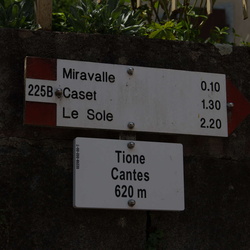 Miravalle 0.10
225B Caset 1.30
Le Sole 2.20
Tione
Cantes
620 m